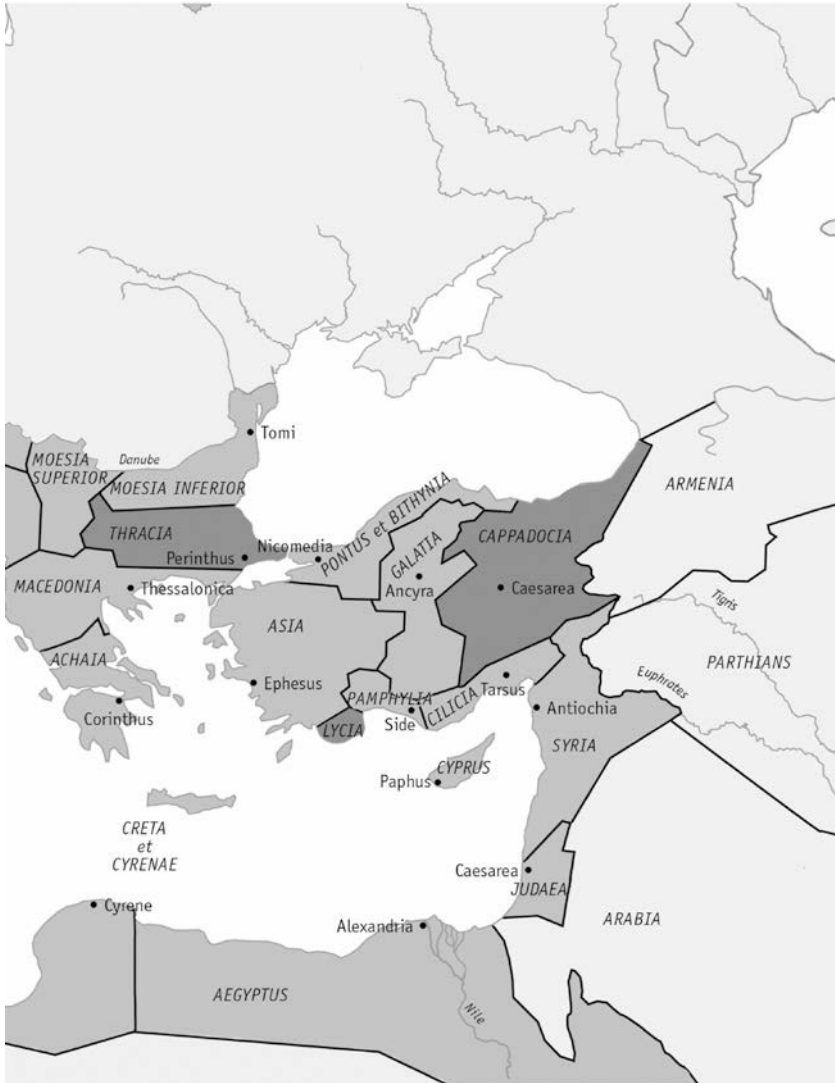 Tomi
MOESIA
SUPERIOR
Danube
MOESIA INFERIOR
PONTUS et BITHYNIA
ARMENIA
THRACIA
Perinthus
Nicomedia
CAPPADOCIA
GALATIA
MACEDONIA
Thessalonica
Ancyra
Caesarea
Tigris
ASIA
ACHAIA
PARTHIANS
Ephesus
Euphrates
Tarsus
PAMPHYLIA
CILICIA
Corinthus
Side
Antiochia
LYCIA
SYRIA
CYPRUS
Paphus
CRETA
et
CYRENAE
Caesarea
JUDAEA
Cyrene
Alexandria
ARABIA
AEGYPTUS
Nile